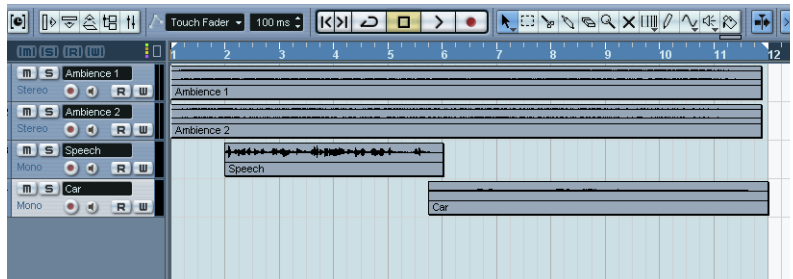 Touch Fader 100 ms
m S R W
1 2 3 4 5 6 7 8 9 10 11 12
m S Ambience 1
Stereo R W
Ambience 1
m S Ambience 2
Stereo R W
Ambience 2
m S Speech
Mono R W
Speech
m S Car
Mono R W
Car